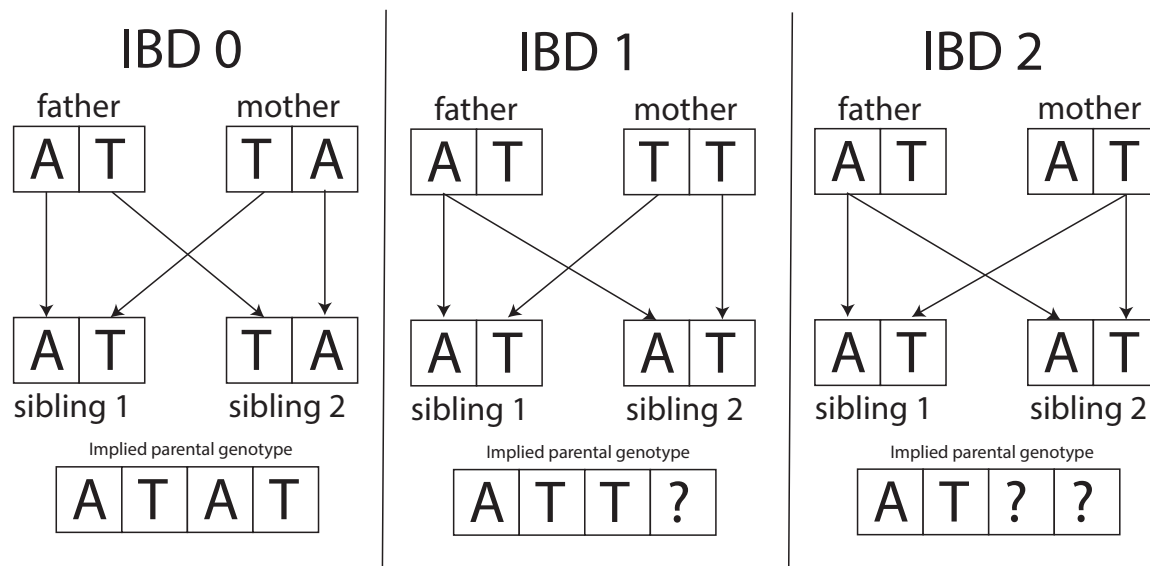 IBD 0
father mother
A T T A
A T T A
sibling 1 sibling 2
Implied parental genotype
A T A T
IBD 1
father mother
A T T T
A T A T
sibling 1 sibling 2
Implied parental genotype
A T T ?
IBD 2
father mother
A T A T
A T A T
sibling 1 sibling 2
Implied parental genotype
A T ? ?